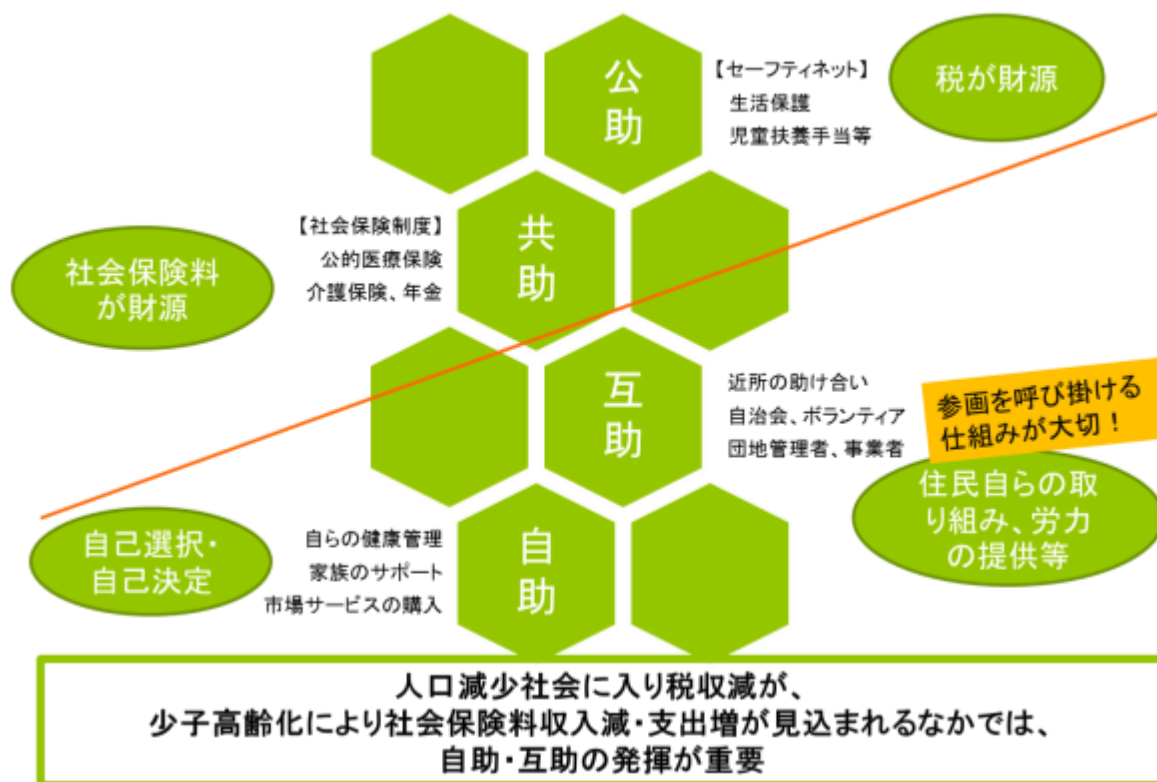 公
助
【セーフティネット】
生活保護
児童扶養手当等
税が財源
【社会保険制度】
公的医療保険
介護保険、年金
社会保険料
が財源
共
助
互
助
近所の助け合い
自治会、ボランティア
団地管理者、事業者
参画を呼び掛ける
仕組みが大切！
住民自らの取
り組み、労力
の提供等
自己選択・
自己決定
自らの健康管理
家族のサポート
市場サービスの購入
自
助
人口減少社会に入り税収減が、
少子高齢化により社会保険料収入減・支出増が見込まれるなかでは、
自助・互助の発揮が重要